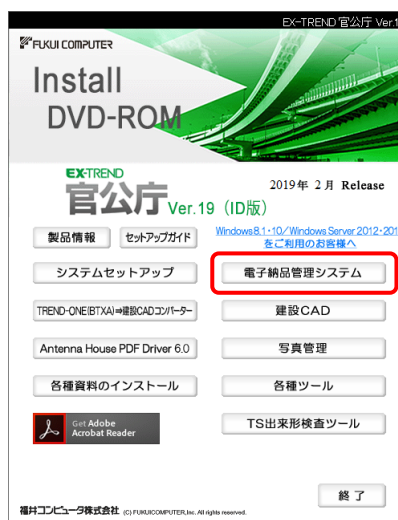 EX-TREND 官公庁 Ver.1
FUKUI COMPUTER
Install
DVD-ROM
EX-TREND
官公庁 Ver.19 (ID版)
2019年 2月 Release
製品情報
セットアップガイド
Windows8.1・10/Windows Server 2012・201
をご利用のお客様へ
システムセットアップ
電子納品管理システム
TREND-ONE(BTXA)⇒建設CADコンバーター
建設CAD
Antenna House PDF Driver 6.0
写真管理
各種資料のインストール
各種ツール
Get Adobe
Acrobat Reader
TS出来形検査ツール
終了
福井コンピュータ株式会社 (C) FUKUICOMPUTER,Inc. All rights reserved.